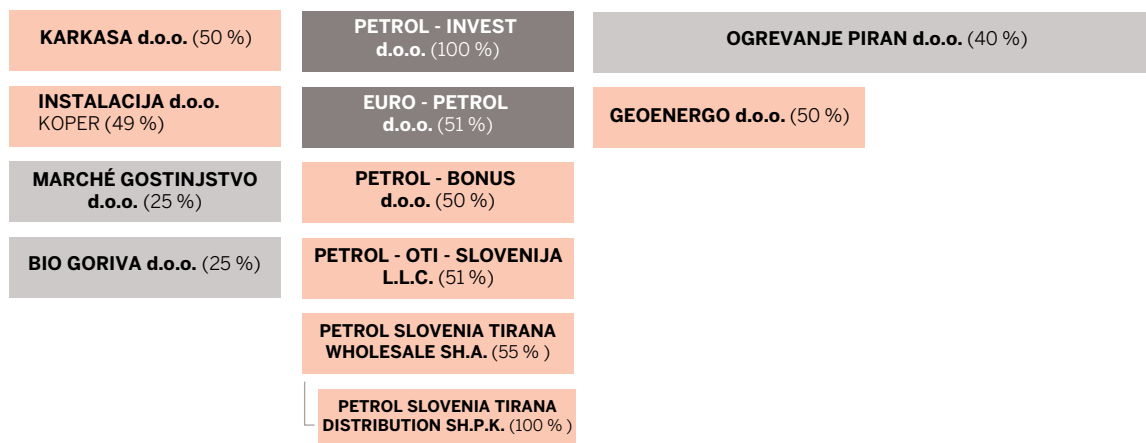 KARKASA d.o.o. (50 %)
INSTALACIJA d.o.o.
KOPER (49 %)
MARCHÉ GOSTINJSTVO
d.o.o. (25 %)
BIO GORIVA d.o.o. (25 %)
PETROL - INVEST
d.o.o. (100 %)
EURO - PETROL
d.o.o. (51 %)
PETROL - BONUS
d.o.o. (50 %)
PETROL - OTI - SLOVENIJA
L.L.C. (51 %)
PETROL SLOVENIA TIRANA
WHOLESALE SH.A. (55 % )
PETROL SLOVENIA TIRANA
DISTRIBUTION SH.P.K. (100 % )
OGREVANJE PIRAN d.o.o. (40 %)
GEOENERGO d.o.o. (50 %)